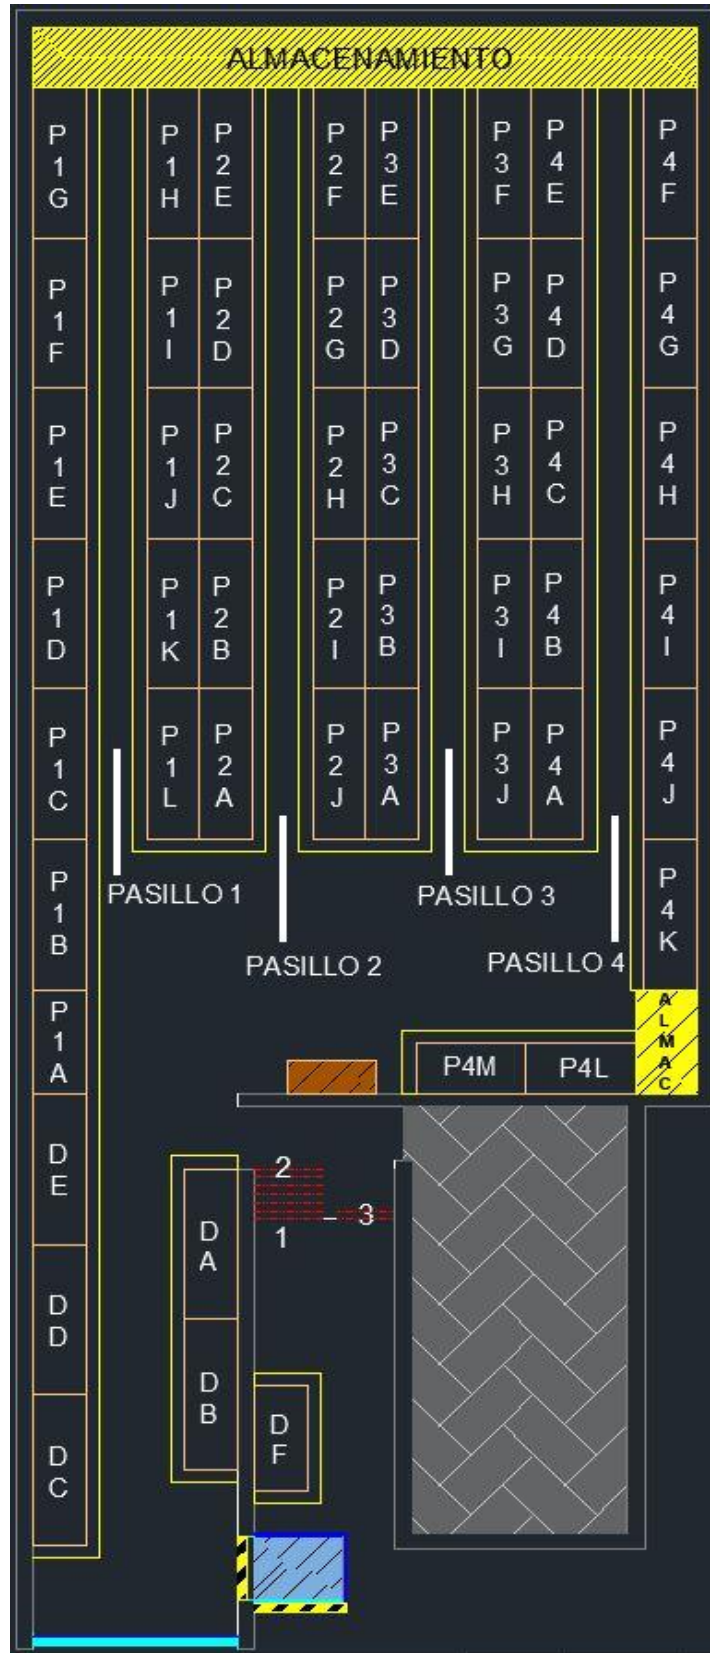 ALMACENAMIENTO
P1G
P1H
P2E
P2F
P3E
P3F
P4E
P4F
P1F
P1I
P2D
P2G
P3D
P3G
P4D
P4G
P1E
P1J
P2C
P2H
P3C
P3H
P4C
P4H
P1D
P1K
P2B
P2I
P3B
P3I
P4B
P4I
P1C
P1L
P2A
P2J
P3A
P3J
P4A
P4J
P1B
PASILLO 1
PASILLO 3
P4K
PASILLO 2
PASILLO 4
P1A
ALMAC
P4M
P4L
DE
2
3
1
DA
DD
DB
DF
DC